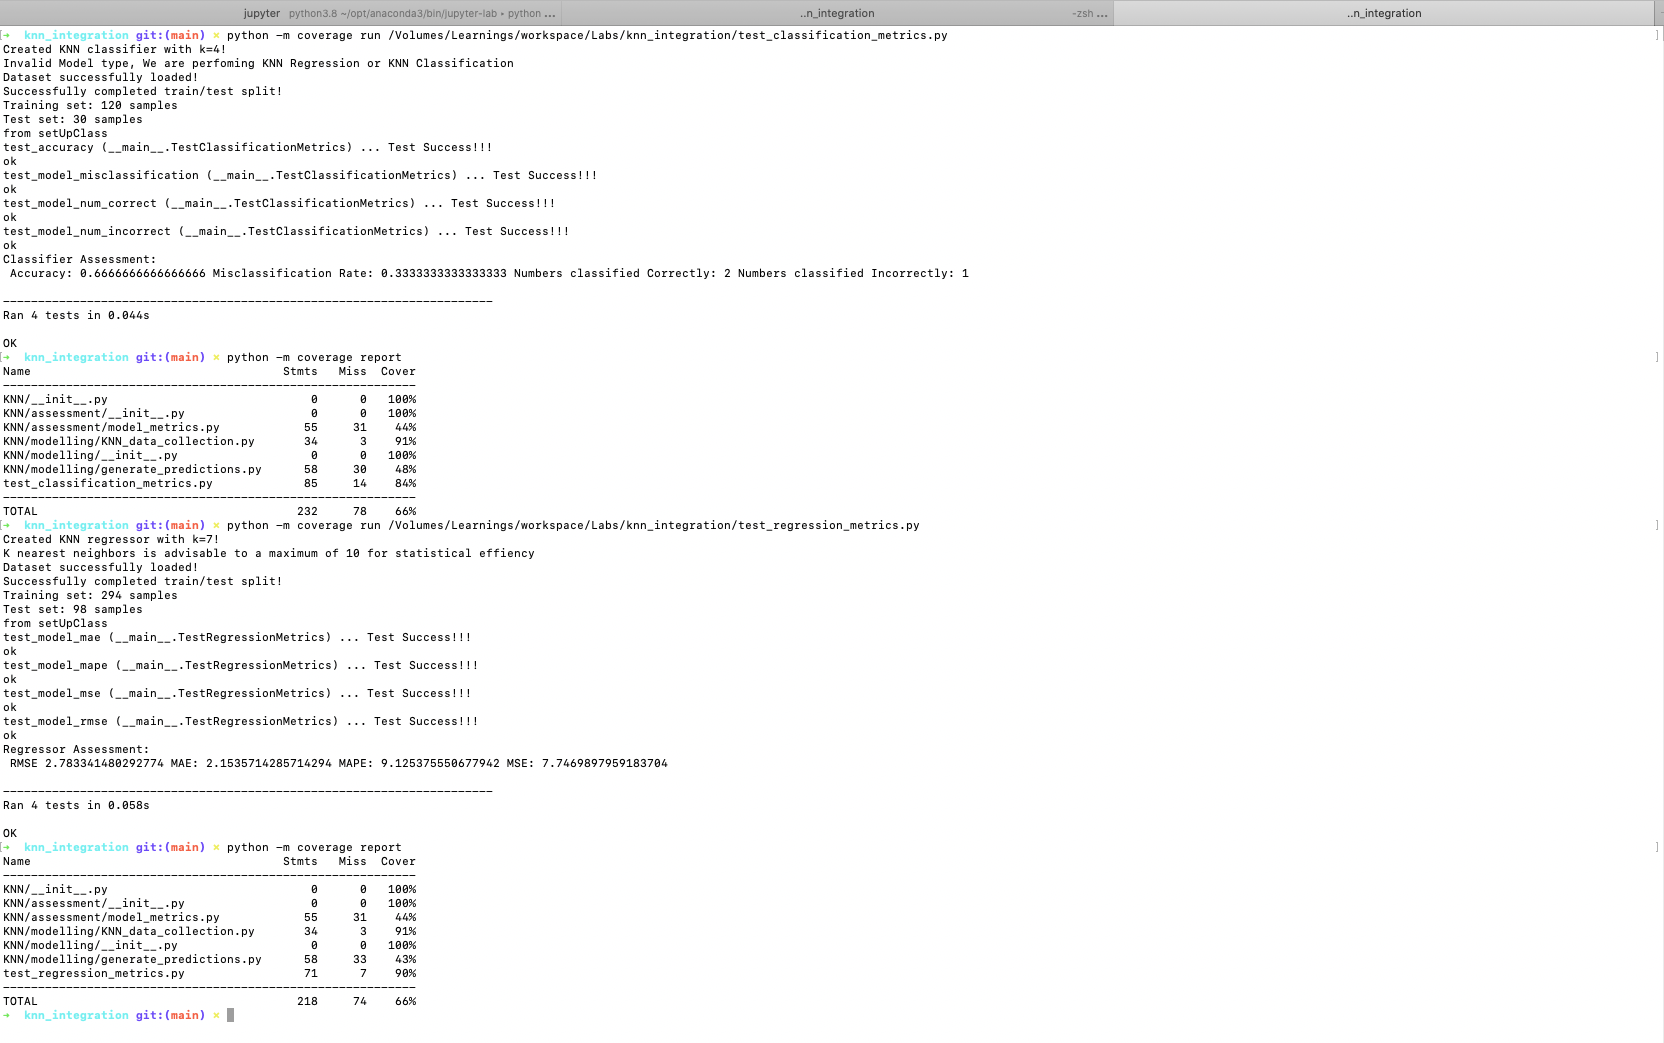 jupyter python3.8 ~/opt/anaconda3/bin/jupyter-lab • python ...
..n_integration
-zsh ...
..n_integration
[➜ knn_integration git:(main) ✖ python -m coverage run /Volumes/Learnings/workspace/Labs/knn_integration/test_classification_metrics.py ]
Created KNN classifier with k=4!
Invalid Model type, We are perfoming KNN Regression or KNN Classification
Dataset successfully loaded!
Successfully completed train/test split!
Training set: 120 samples
Test set: 30 samples
from setUpClass
test_accuracy (__main__.TestClassificationMetrics) ... Test Success!!!
ok
test_model_misclassification (__main__.TestClassificationMetrics) ... Test Success!!!
ok
test_model_num_correct (__main__.TestClassificationMetrics) ... Test Success!!!
ok
test_model_num_incorrect (__main__.TestClassificationMetrics) ... Test Success!!!
ok
Classifier Assessment:
Accuracy: 0.6666666666666666 Misclassification Rate: 0.3333333333333333 Numbers classified Correctly: 2 Numbers classified Incorrectly: 1
----------------------------------------------------------------------
Ran 4 tests in 0.044s
OK
[➜ knn_integration git:(main) ✖ python -m coverage report ]
Name Stmts Miss Cover
-----------------------------------------------------------
KNN/__init__.py 0 0 100%
KNN/assessment/__init__.py 0 0 100%
KNN/assessment/model_metrics.py 55 31 44%
KNN/modelling/KNN_data_collection.py 34 3 91%
KNN/modelling/__init__.py 0 0 100%
KNN/modelling/generate_predictions.py 58 30 48%
test_classification_metrics.py 85 14 84%
-----------------------------------------------------------
TOTAL 232 78 66%
[➜ knn_integration git:(main) ✖ python -m coverage run /Volumes/Learnings/workspace/Labs/knn_integration/test_regression_metrics.py ]
Created KNN regressor with k=7!
K nearest neighbors is advisable to a maximum of 10 for statistical effiency
Dataset successfully loaded!
Successfully completed train/test split!
Training set: 294 samples
Test set: 98 samples
from setUpClass
test_model_mae (__main__.TestRegressionMetrics) ... Test Success!!!
ok
test_model_mape (__main__.TestRegressionMetrics) ... Test Success!!!
ok
test_model_mse (__main__.TestRegressionMetrics) ... Test Success!!!
ok
test_model_rmse (__main__.TestRegressionMetrics) ... Test Success!!!
ok
Regressor Assessment:
RMSE 2.783341480292774 MAE: 2.1535714285714294 MAPE: 9.125375550677942 MSE: 7.7469897959183704
----------------------------------------------------------------------
Ran 4 tests in 0.058s
OK
[➜ knn_integration git:(main) ✖ python -m coverage report ]
Name Stmts Miss Cover
-----------------------------------------------------------
KNN/__init__.py 0 0 100%
KNN/assessment/__init__.py 0 0 100%
KNN/assessment/model_metrics.py 55 31 44%
KNN/modelling/KNN_data_collection.py 34 3 91%
KNN/modelling/__init__.py 0 0 100%
KNN/modelling/generate_predictions.py 58 33 43%
test_regression_metrics.py 71 7 90%
-----------------------------------------------------------
TOTAL 218 74 66%
➜ knn_integration git:(main) ✖